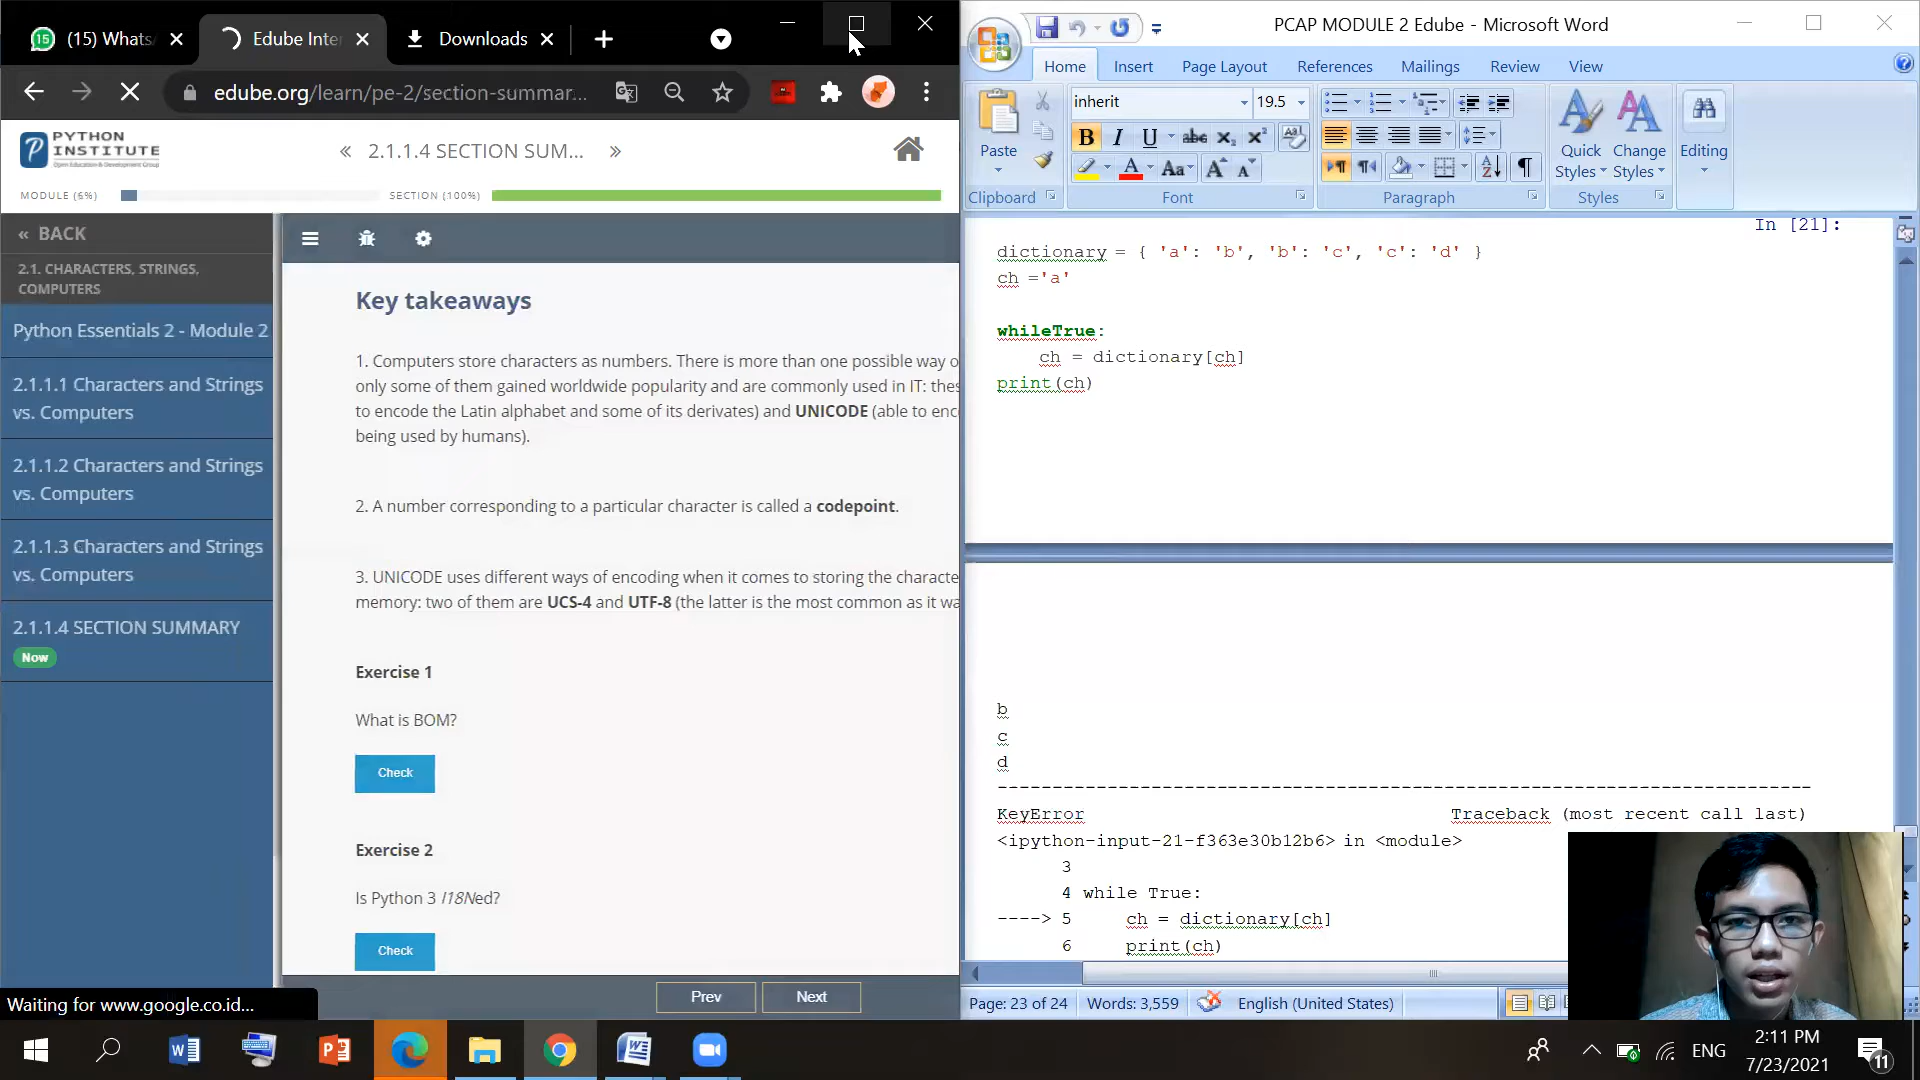 (15) Whats
Edube Inte
Downloads
edube.org/learn/pe-2/section-summar...
PYTHON
INSTITUTE
Open Education & Development Group
« 2.1.1.4 SECTION SUM... »
MODULE (6%)
SECTION (100%)
« BACK
2.1. CHARACTERS, STRINGS,
COMPUTERS
Python Essentials 2 - Module 2
2.1.1.1 Characters and Strings
vs. Computers
2.1.1.2 Characters and Strings
vs. Computers
2.1.1.3 Characters and Strings
vs. Computers
2.1.1.4 SECTION SUMMARY
Now
Key takeaways
1. Computers store characters as numbers. There is more than one possible way o
only some of them gained worldwide popularity and are commonly used in IT: thes
to encode the Latin alphabet and some of its derivates) and UNICODE (able to enc
being used by humans).
2. A number corresponding to a particular character is called a codepoint.
3. UNICODE uses different ways of encoding when it comes to storing the characte
memory: two of them are UCS-4 and UTF-8 (the latter is the most common as it wa
Exercise 1
What is BOM?
Check
Exercise 2
Is Python 3 I18Ned?
Check
Prev
Next
Waiting for www.google.co.id...
PCAP MODULE 2 Edube - Microsoft Word
Home Insert Page Layout References Mailings Review View
Paste
inherit
19.5
B I U abc x₂ x²
Aa A A
Quick
Styles
Change
Styles
Editing
Clipboard
Font
Paragraph
Styles
In [21]:
dictionary = { 'a': 'b', 'b': 'c', 'c': 'd' }
ch ='a'
whileTrue:
ch = dictionary[ch]
print(ch)
b
c
d
---------------------------------------------------------------------------
KeyError Traceback (most recent call last)
<ipython-input-21-f363e30b12b6> in <module>
3
4 while True:
----> 5 ch = dictionary[ch]
6 print(ch)
Page: 23 of 24 Words: 3,559 English (United States)
ENG
2:11 PM
7/23/2021
11